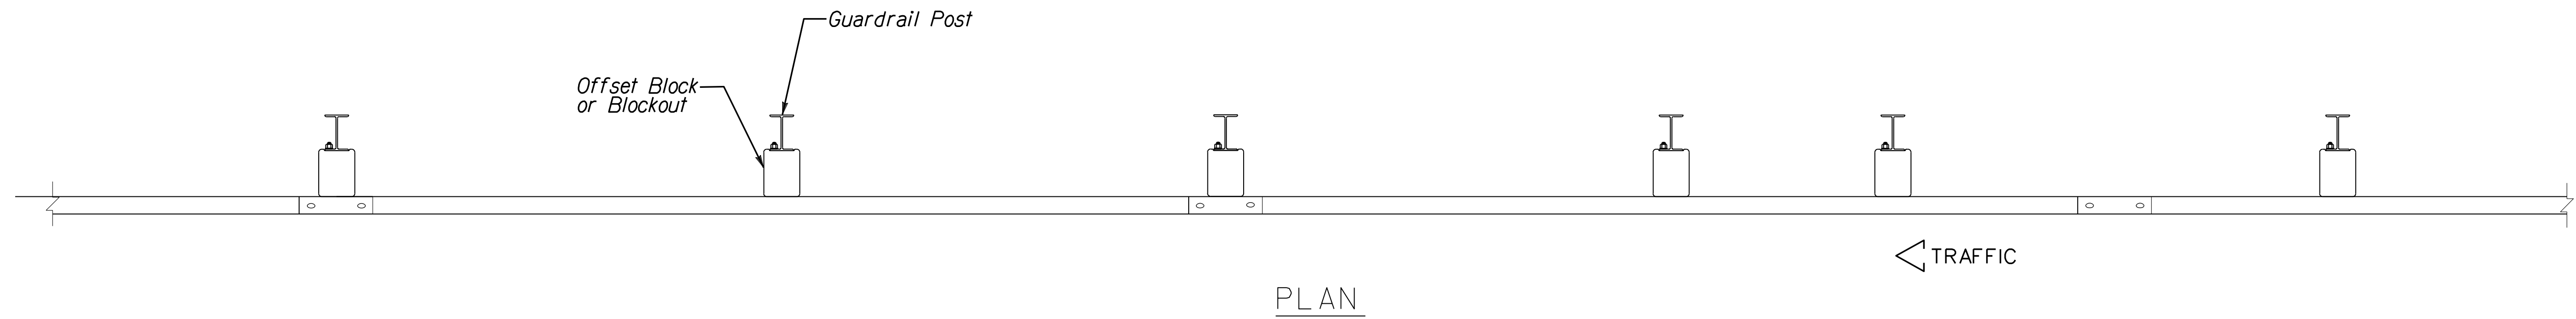 Guardrail Post
Offset Block
or Blockout
TRAFFIC
PLAN